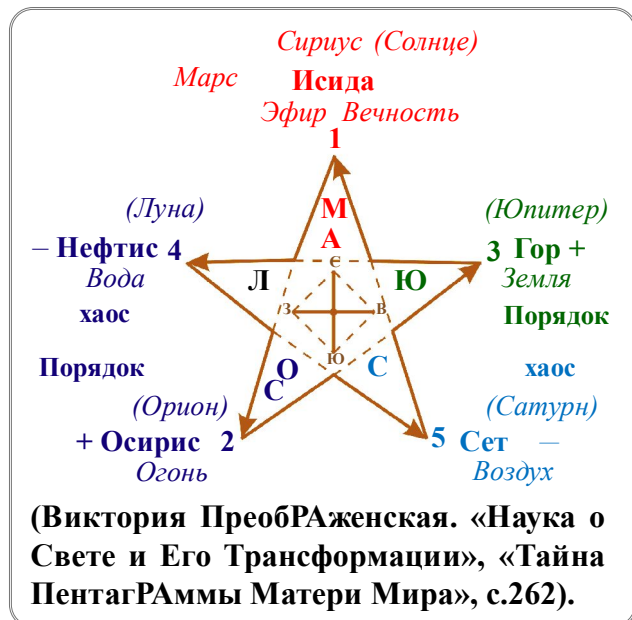 Сириус (Солнце)
Марс Исида
Эфир Вечность
1
(Луна) М (Юпитер)
– Нефтис 4 А 3 Гор +
Вода Л С Ю Земля
хаос З В Порядок
Ю
Порядок О С хаос
С
(Орион) (Сатурн)
+ Осирис 2 5 Сет –
Огонь Воздух
(Виктория ПреобРАженская. «Наука о
Свете и Его Трансформации», «Тайна
ПентагРАммы Матери Мира», с.262).